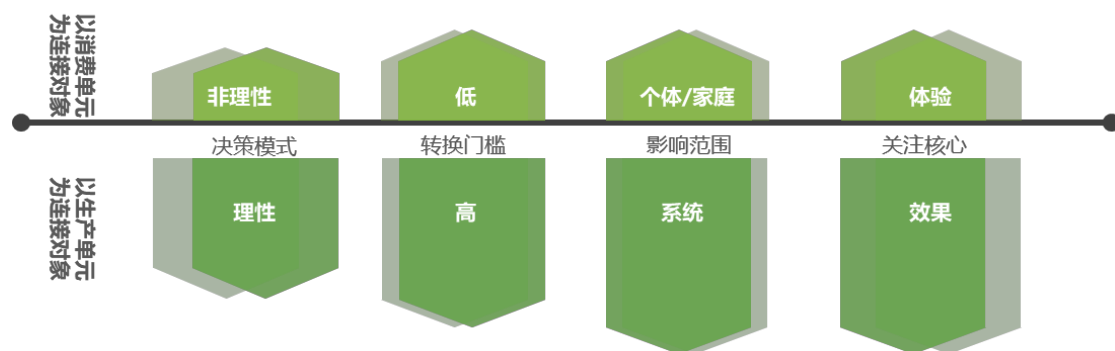 以消费单元
为连接对象
非理性
低
个体/家庭
体验
决策模式
转换门槛
影响范围
关注核心
以生产单元
为连接对象
理性
高
系统
效果